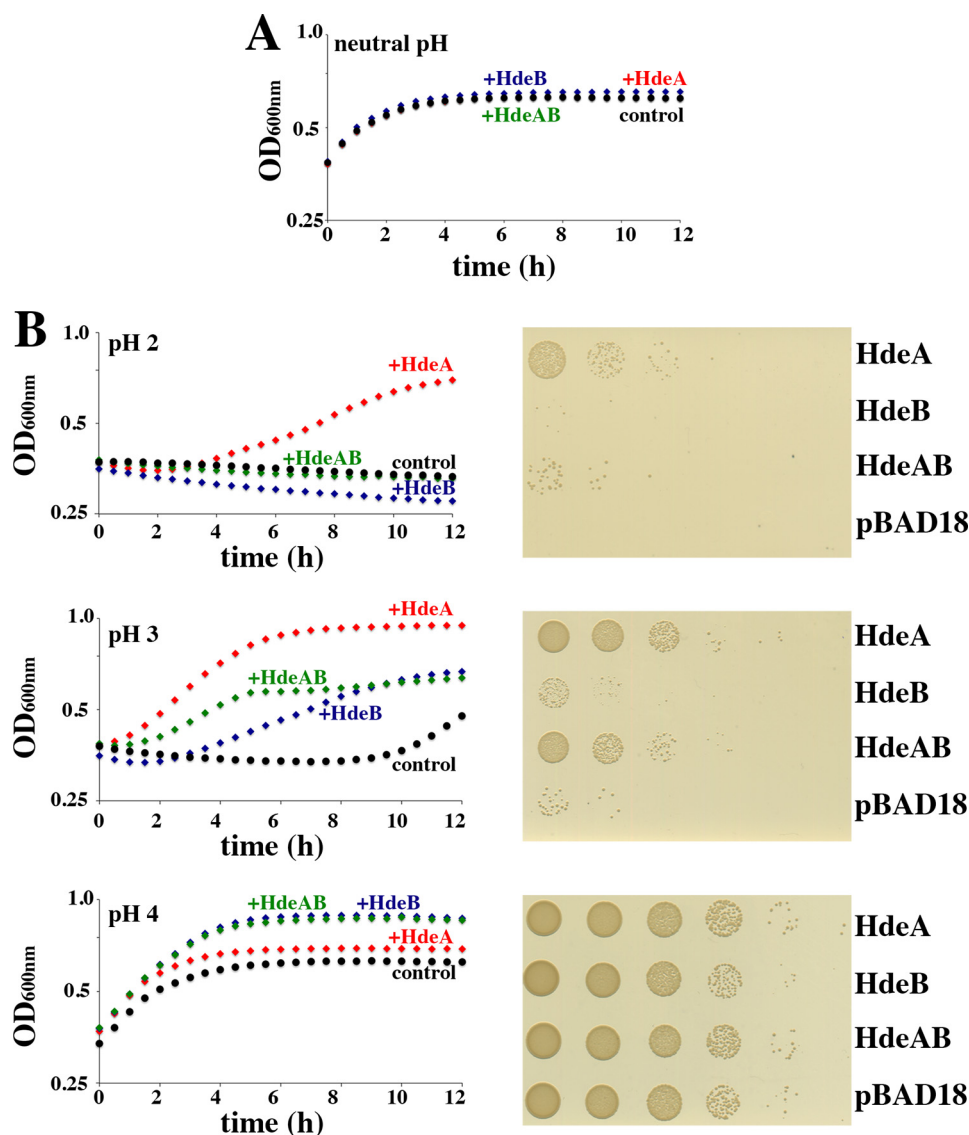 A
1.0
neutral pH
+HdeB
+HdeA
0.5
+HdeAB
control
OD600nm
0.25
0
2
4
6
8
10
12
time (h)
B
1.0
pH 2
+HdeA
0.5
+HdeAB
control
+HdeB
OD600nm
0.25
0
2
4
6
8
10
12
time (h)
HdeA
HdeB
HdeAB
pBAD18
1.0
pH 3
+HdeA
+HdeAB
0.5
+HdeB
control
OD600nm
0.25
0
2
4
6
8
10
12
time (h)
HdeA
HdeB
HdeAB
pBAD18
1.0
pH 4
+HdeAB
+HdeB
+HdeA
control
0.5
OD600nm
0.25
0
2
4
6
8
10
12
time (h)
HdeA
HdeB
HdeAB
pBAD18